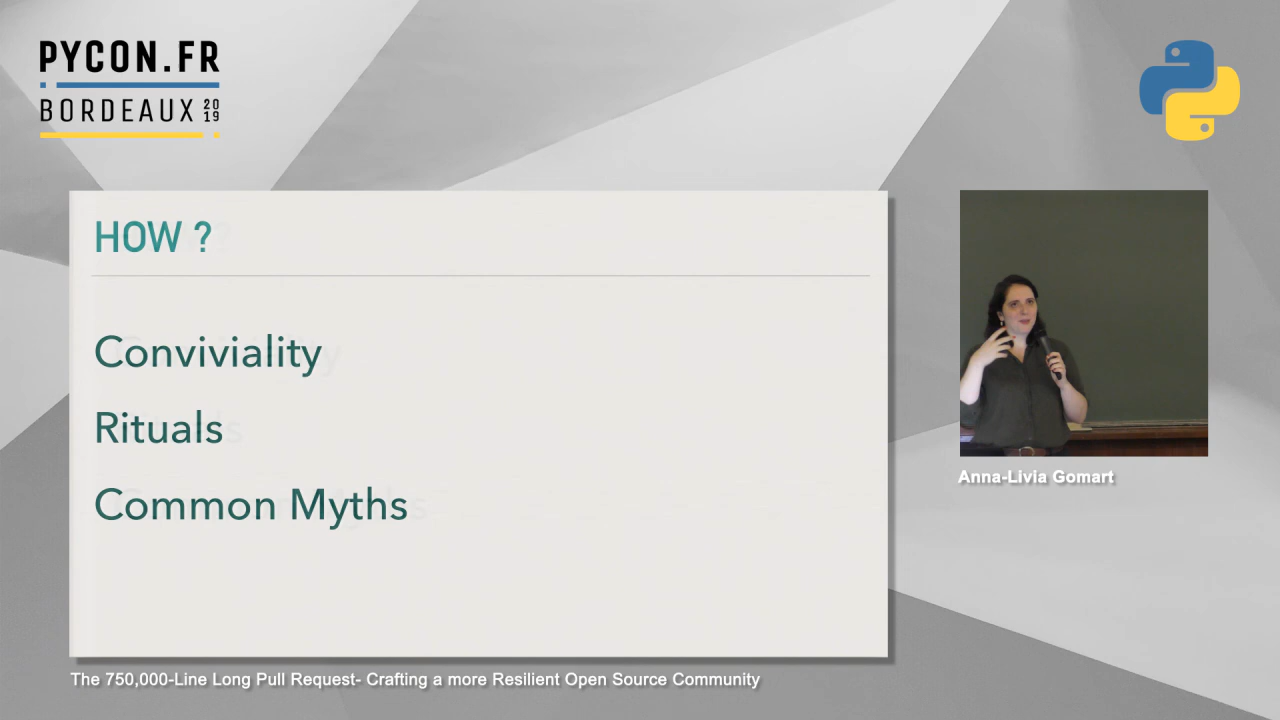 PYCON.FR
BORDEAUX 2019
HOW ?
Conviviality
Rituals
Common Myths
Anna-Livia Gomart
The 750,000-Line Long Pull Request- Crafting a more Resilient Open Source Community